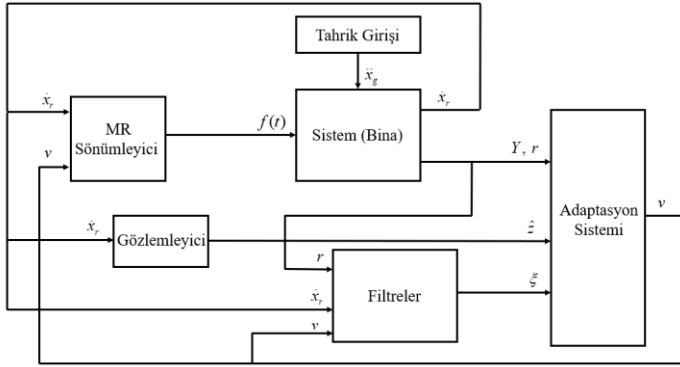 Tahrik Girişi
ẍ_g
ẋ_r
ẋ_r
MR
Sönümleyici
f(t)
Sistem (Bina)
v
Y, r
Adaptasyon
Sistemi
v
ẋ_r
Gözlemleyici
ẑ
r
ẋ_r
Filtreler
ξ
v